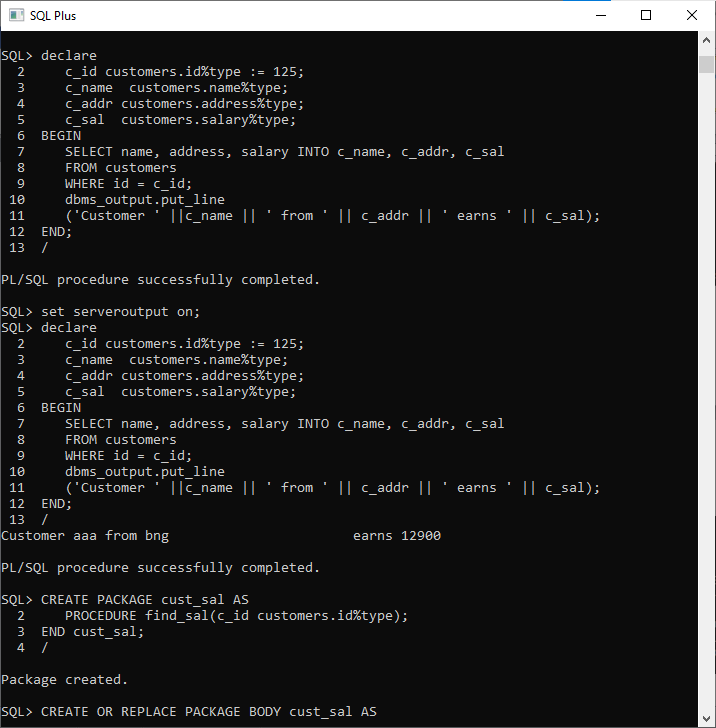 SQL Plus
SQL> declare
  2     c_id customers.id%type := 125;
  3     c_name  customers.name%type;
  4     c_addr customers.address%type;
  5     c_sal  customers.salary%type;
  6  BEGIN
  7     SELECT name, address, salary INTO c_name, c_addr, c_sal
  8     FROM customers
  9     WHERE id = c_id;
 10     dbms_output.put_line
 11     ('Customer ' ||c_name || ' from ' || c_addr || ' earns ' || c_sal);
 12  END;
 13  /
PL/SQL procedure successfully completed.
SQL> set serveroutput on;
SQL> declare
  2     c_id customers.id%type := 125;
  3     c_name  customers.name%type;
  4     c_addr customers.address%type;
  5     c_sal  customers.salary%type;
  6  BEGIN
  7     SELECT name, address, salary INTO c_name, c_addr, c_sal
  8     FROM customers
  9     WHERE id = c_id;
 10     dbms_output.put_line
 11     ('Customer ' ||c_name || ' from ' || c_addr || ' earns ' || c_sal);
 12  END;
 13  /
Customer aaa from bng                       earns 12900
PL/SQL procedure successfully completed.
SQL> CREATE PACKAGE cust_sal AS
  2     PROCEDURE find_sal(c_id customers.id%type);
  3  END cust_sal;
  4  /
Package created.
SQL> CREATE OR REPLACE PACKAGE BODY cust_sal AS